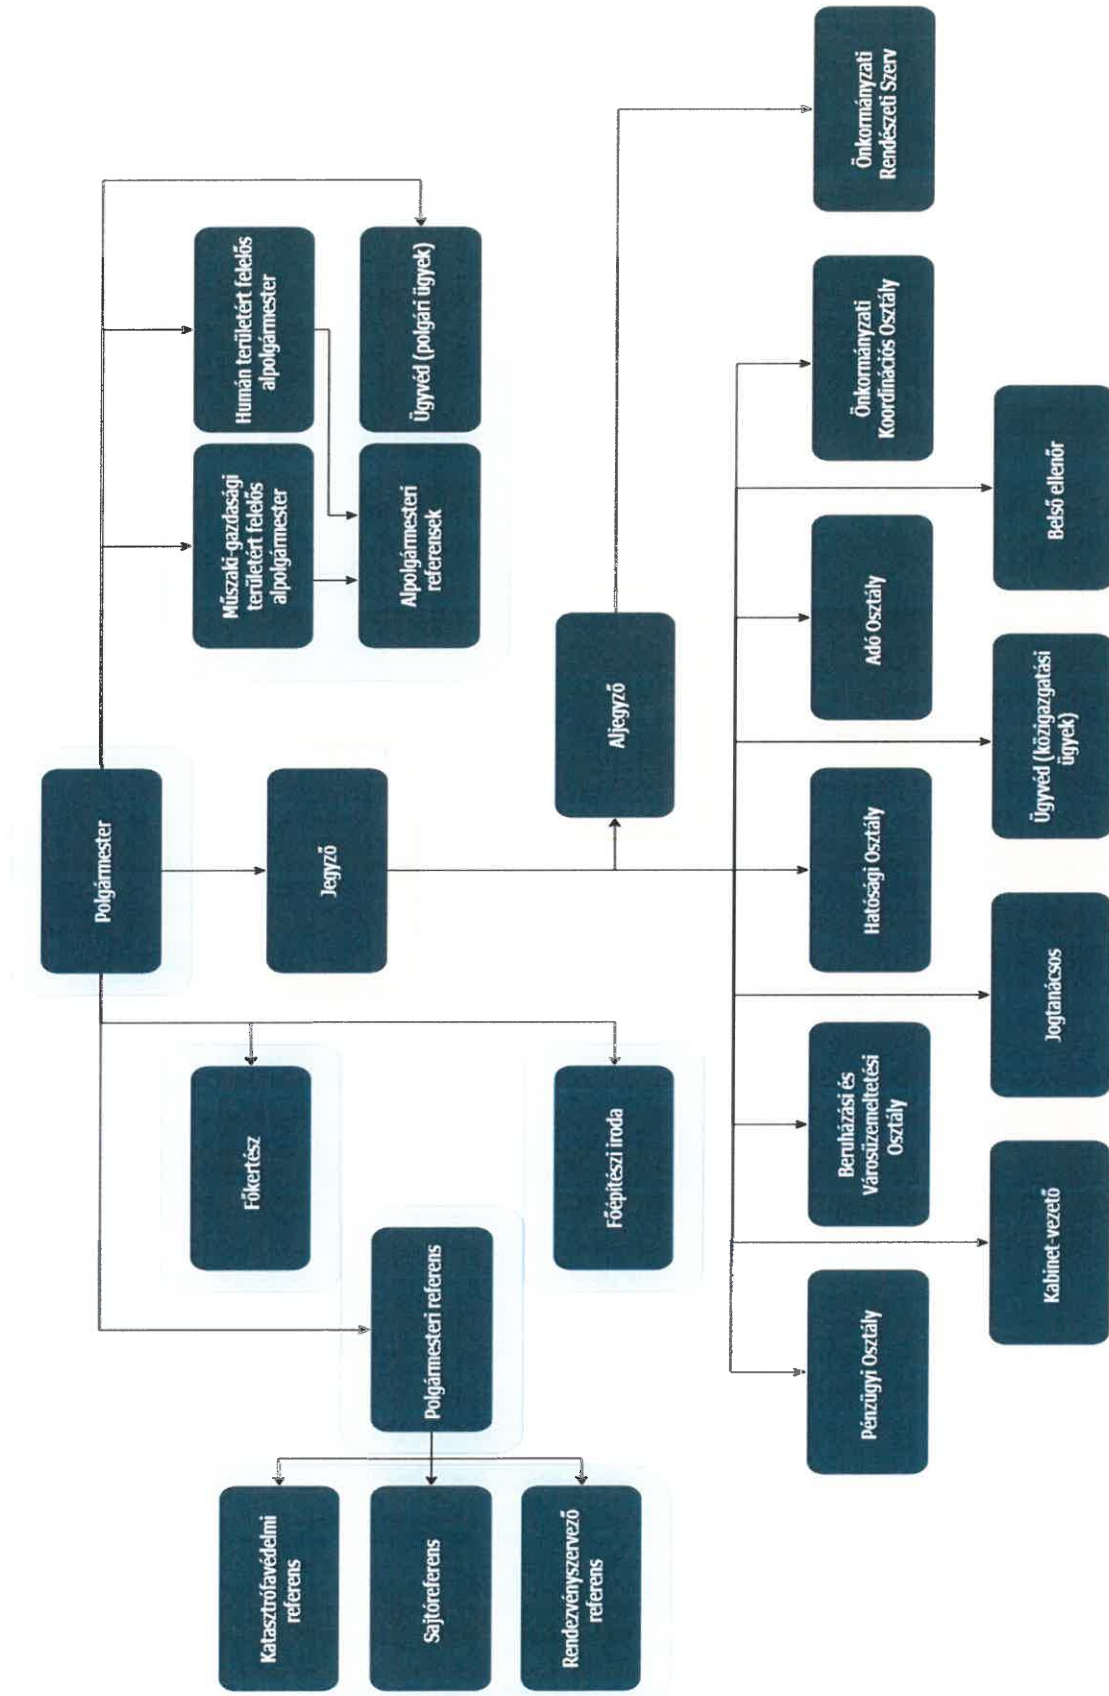 Polgármester
Műszaki-gazdasági
területért felelős
alpolgármester
Humán területért felelős
alpolgármester
Főkertész
Jegyző
Alpolgármesteri
referensek
Ügyvéd (polgári ügyek)
Katasztrófavédelmi
referens
Polgármesteri referens
Sajtóreferens
Rendezvényszervező
referens
Főépítészi iroda
Aljegyző
Pénzügyi Osztály
Beruházási és
Városüzemeltetési
Osztály
Hatósági Osztály
Adó Osztály
Önkormányzati
Koordinációs Osztály
Önkormányzati
Rendészeti Szerv
Kabinet-vezető
Jogtanácsos
Ügyvéd (közigazgatási
ügyek)
Belső ellenőr